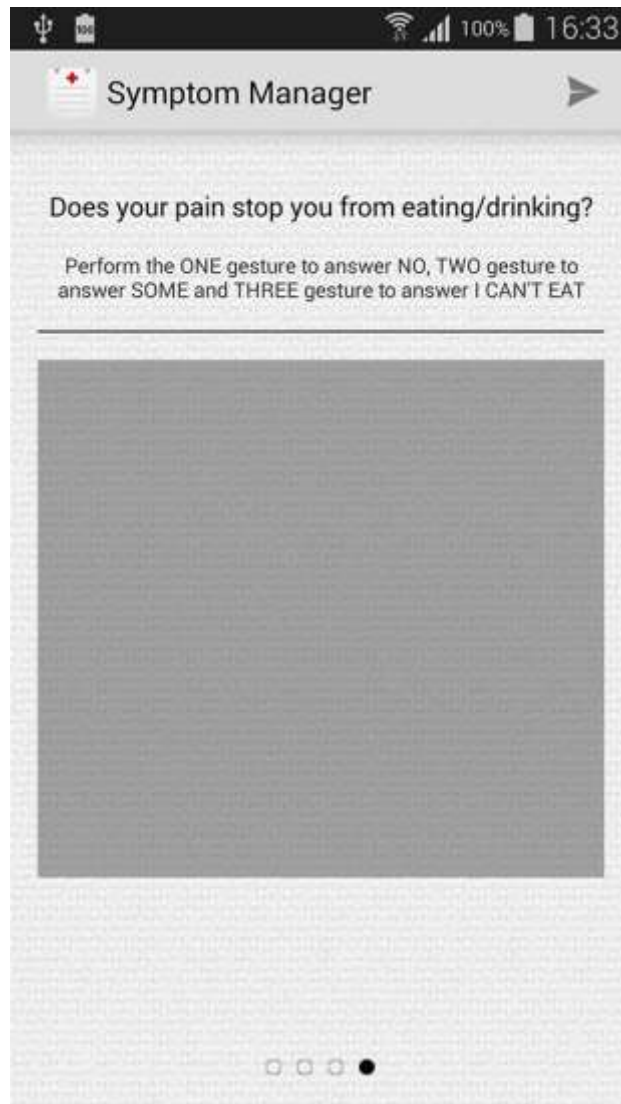 100% 16:33
Symptom Manager
Does your pain stop you from eating/drinking?
Perform the ONE gesture to answer NO, TWO gesture to
answer SOME and THREE gesture to answer I CAN'T EAT